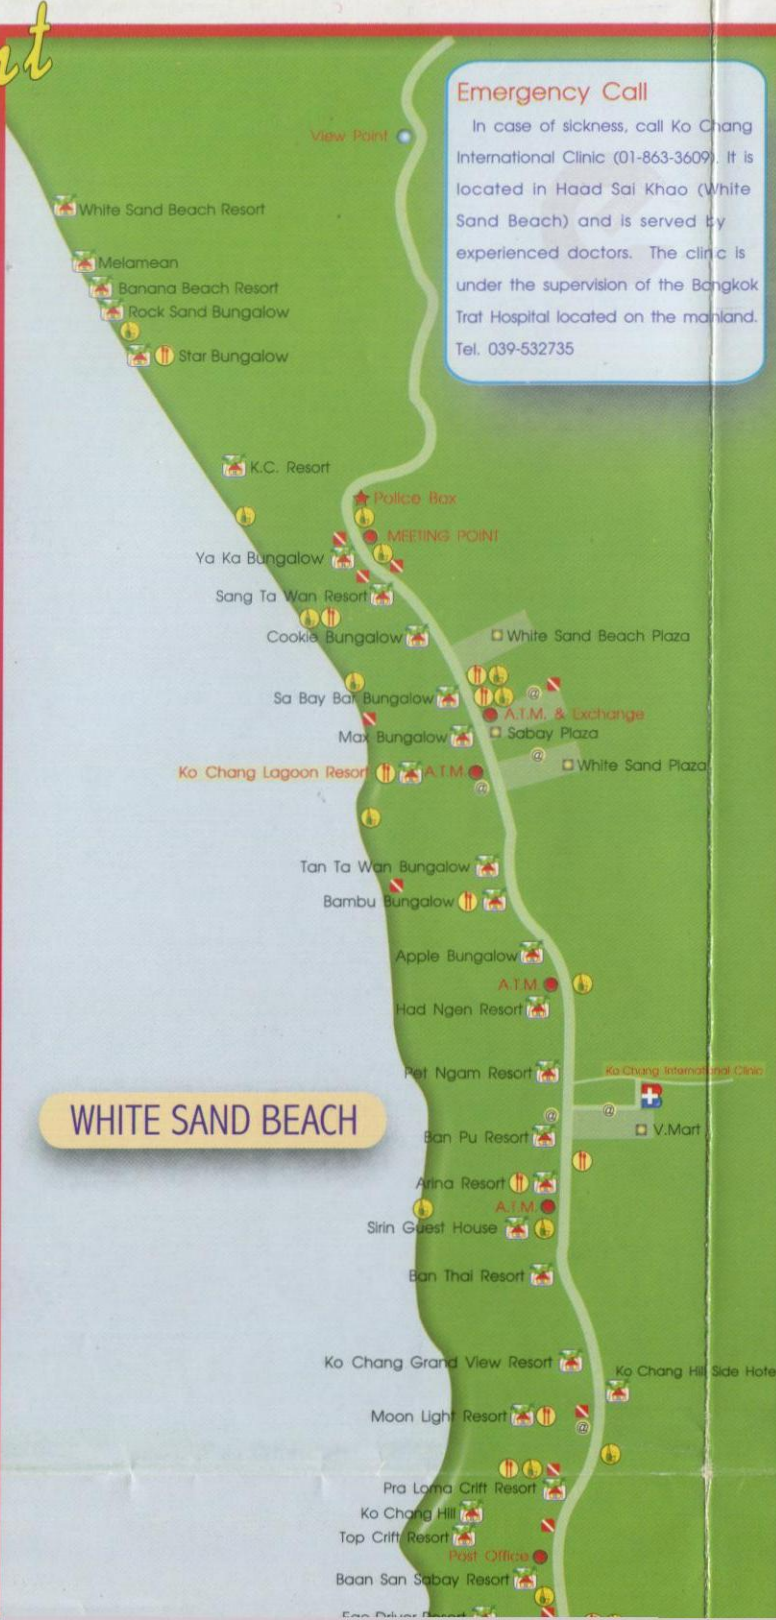 Emergency Call
In case of sickness, call Ko Chang
International Clinic (01-863-3609). It is
located in Haad Sai Khao (White
Sand Beach) and is served by
experienced doctors. The clinic is
under the supervision of the Bangkok
Trat Hospital located on the mainland.
Tel. 039-532735
View Point
White Sand Beach Resort
Melamean
Banana Beach Resort
Rock Sand Bungalow
Star Bungalow
K.C. Resort
Police Box
MEETING POINT
Ya Ka Bungalow
Sang Ta Wan Resort
Cookie Bungalow
White Sand Beach Plaza
Sa Bay Bar Bungalow
@
A.T.M. & Exchange
Sabay Plaza
Max Bungalow
@
White Sand Plaza
Ko Chang Lagoon Resort
A.T.M.
@
Tan Ta Wan Bungalow
Bambu Bungalow
Apple Bungalow
A.T.M.
Had Ngen Resort
Pet Ngam Resort
Ko Chang International Clinic
WHITE SAND BEACH
@
@
Ban Pu Resort
V.Mart
Arina Resort
A.T.M.
Sirin Guest House
Ban Thai Resort
Ko Chang Grand View Resort
Ko Chang Hill Side Hote
Moon Light Resort
@
Pra Loma Crift Resort
Ko Chang Hill
Top Crift Resort
Post Office
Baan San Sabay Resort